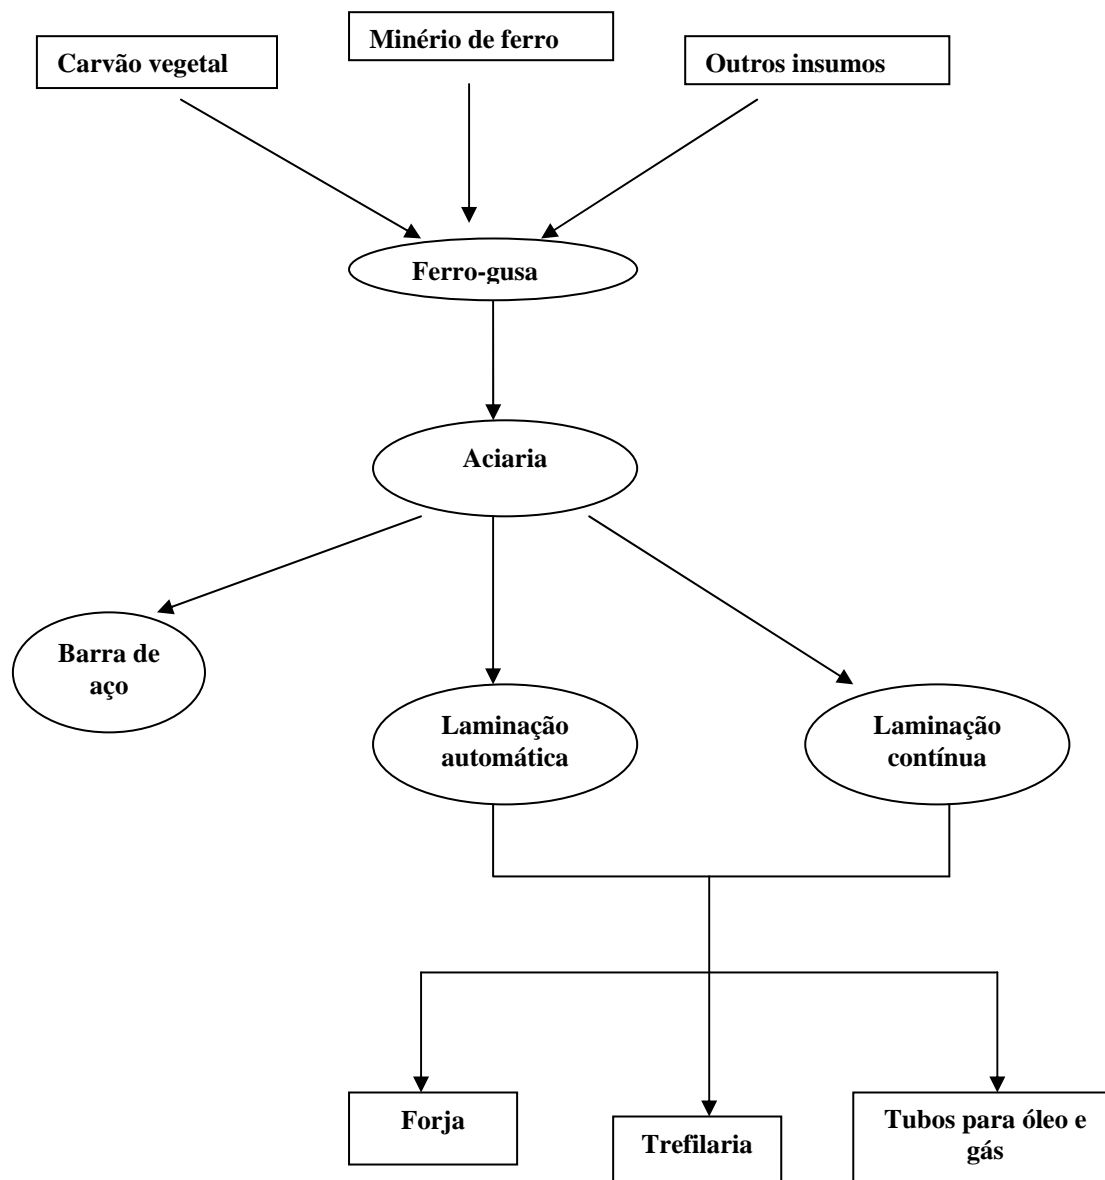 Carvão vegetal
Minério de ferro
Outros insumos
Ferro-gusa
Aciaria
Barra de
aço
Laminação
automática
Laminação
contínua
Forja
Trefilaria
Tubos para óleo e
gás